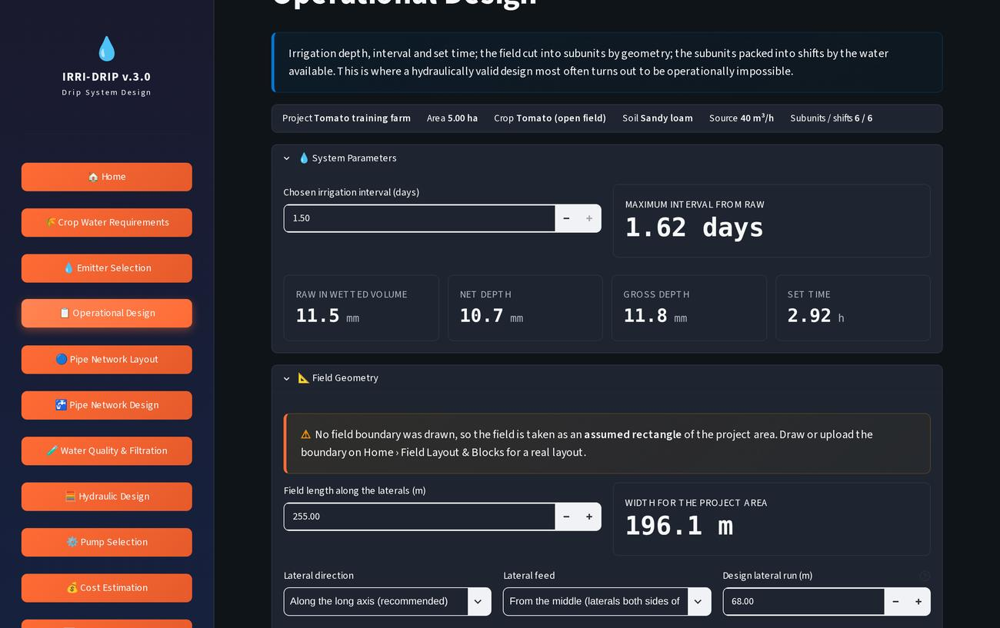 Operational Design
IRRI-DRIP v.3.0
Drip System Design
Home
Crop Water Requirements
Emitter Selection
Operational Design
Pipe Network Layout
Pipe Network Design
Water Quality & Filtration
Hydraulic Design
Pump Selection
Cost Estimation
Irrigation depth, interval and set time; the field cut into subunits by geometry; the subunits packed into shifts by the water
available. This is where a hydraulically valid design most often turns out to be operationally impossible.
Project Tomato training farm Area 5.00 ha Crop Tomato (open field) Soil Sandy loam Source 40 m³/h Subunits / shifts 6 / 6
System Parameters
Chosen irrigation interval (days)
1.50
MAXIMUM INTERVAL FROM RAW
1.62 days
RAW IN WETTED VOLUME
11.5 mm
NET DEPTH
10.7 mm
GROSS DEPTH
11.8 mm
SET TIME
2.92 h
Field Geometry
⚠ No field boundary was drawn, so the field is taken as an assumed rectangle of the project area. Draw or upload the
boundary on Home › Field Layout & Blocks for a real layout.
Field length along the laterals (m)
255.00
WIDTH FOR THE PROJECT AREA
196.1 m
Lateral direction
Along the long axis (recommended)
Lateral feed
From the middle (laterals both sides of
Design lateral run (m)
68.00